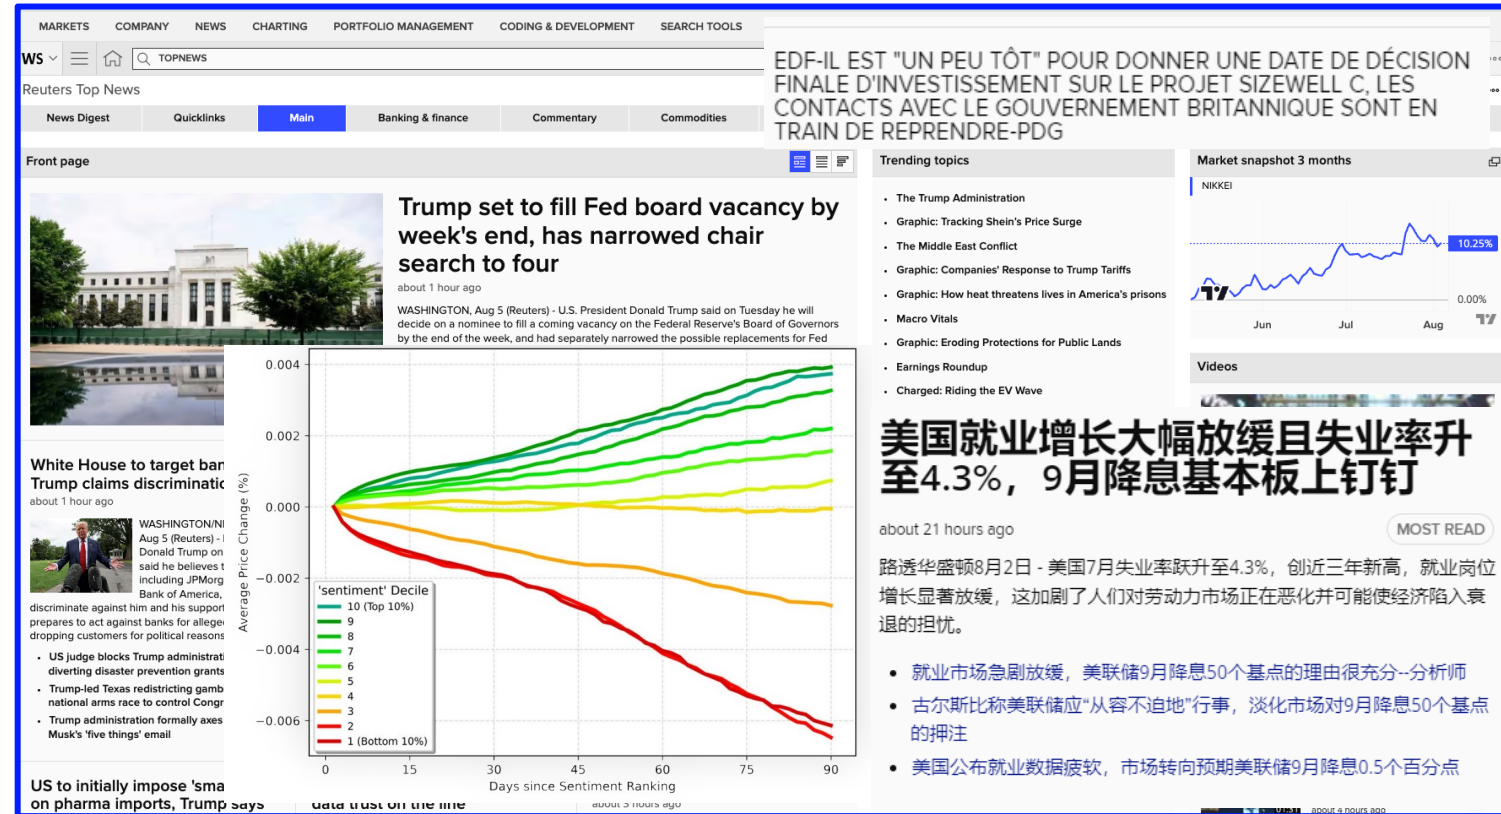 MARKETS COMPANY NEWS CHARTING PORTFOLIO MANAGEMENT CODING & DEVELOPMENT SEARCH TOOLS
WS
TOPNEWS
Reuters Top News
News Digest Quicklinks Main Banking & finance Commentary Commodities
EDF-IL EST "UN PEU TÔT" POUR DONNER UNE DATE DE DÉCISION
FINALE D'INVESTISSEMENT SUR LE PROJET SIZEWELL C, LES
CONTACTS AVEC LE GOUVERNEMENT BRITANNIQUE SONT EN
TRAIN DE REPRENDRE-PDG
Front page
Trump set to fill Fed board vacancy by
week's end, has narrowed chair
search to four
about 1 hour ago
WASHINGTON, Aug 5 (Reuters) - U.S. President Donald Trump said on Tuesday he will
decide on a nominee to fill a coming vacancy on the Federal Reserve's Board of Governors
by the end of the week, and had separately narrowed the possible replacements for Fed
White House to target ban
Trump claims discriminatic
about 1 hour ago
WASHINGTON/NI
Aug 5 (Reuters) -
Donald Trump on
said he believes t
including JPMorg
Bank of America,
discriminate against him and his support
prepares to act against banks for allege
dropping customers for political reasons
• US judge blocks Trump administrati
diverting disaster prevention grants
• Trump-led Texas redistricting gamb
national arms race to control Congr
• Trump administration formally axes
Musk's 'five things' email
US to initially impose 'sma
on pharma imports, Trump says
data trust on the line
about 3 hours ago
Average Price Change (%)
0.004
0.002
0.000
−0.002
−0.004
−0.006
'sentiment' Decile
10 (Top 10%)
9
8
7
6
5
4
3
2
1 (Bottom 10%)
0 15 30 45 60 75 90
Days since Sentiment Ranking
Trending topics
• The Trump Administration
• Graphic: Tracking Shein's Price Surge
• The Middle East Conflict
• Graphic: Companies' Response to Trump Tariffs
• Graphic: How heat threatens lives in America's prisons
• Macro Vitals
• Graphic: Eroding Protections for Public Lands
• Earnings Roundup
• Charged: Riding the EV Wave
Market snapshot 3 months
NIKKEI
10.25%
0.00%
Jun Jul Aug
Videos
美国就业增长大幅放缓且失业率升
至4.3%，9月降息基本板上钉钉
about 21 hours ago MOST READ
路透华盛顿8月2日 - 美国7月失业率跃升至4.3%，创近三年新高，就业岗位
增长显著放缓，这加剧了人们对劳动力市场正在恶化并可能使经济陷入衰
退的担忧。
• 就业市场急剧放缓，美联储9月降息50个基点的理由很充分--分析师
• 古尔斯比称美联储应“从容不迫地”行事，淡化市场对9月降息50个基点
的押注
• 美国公布就业数据疲软，市场转向预期美联储9月降息0.5个百分点
01:31 about 4 hours ago